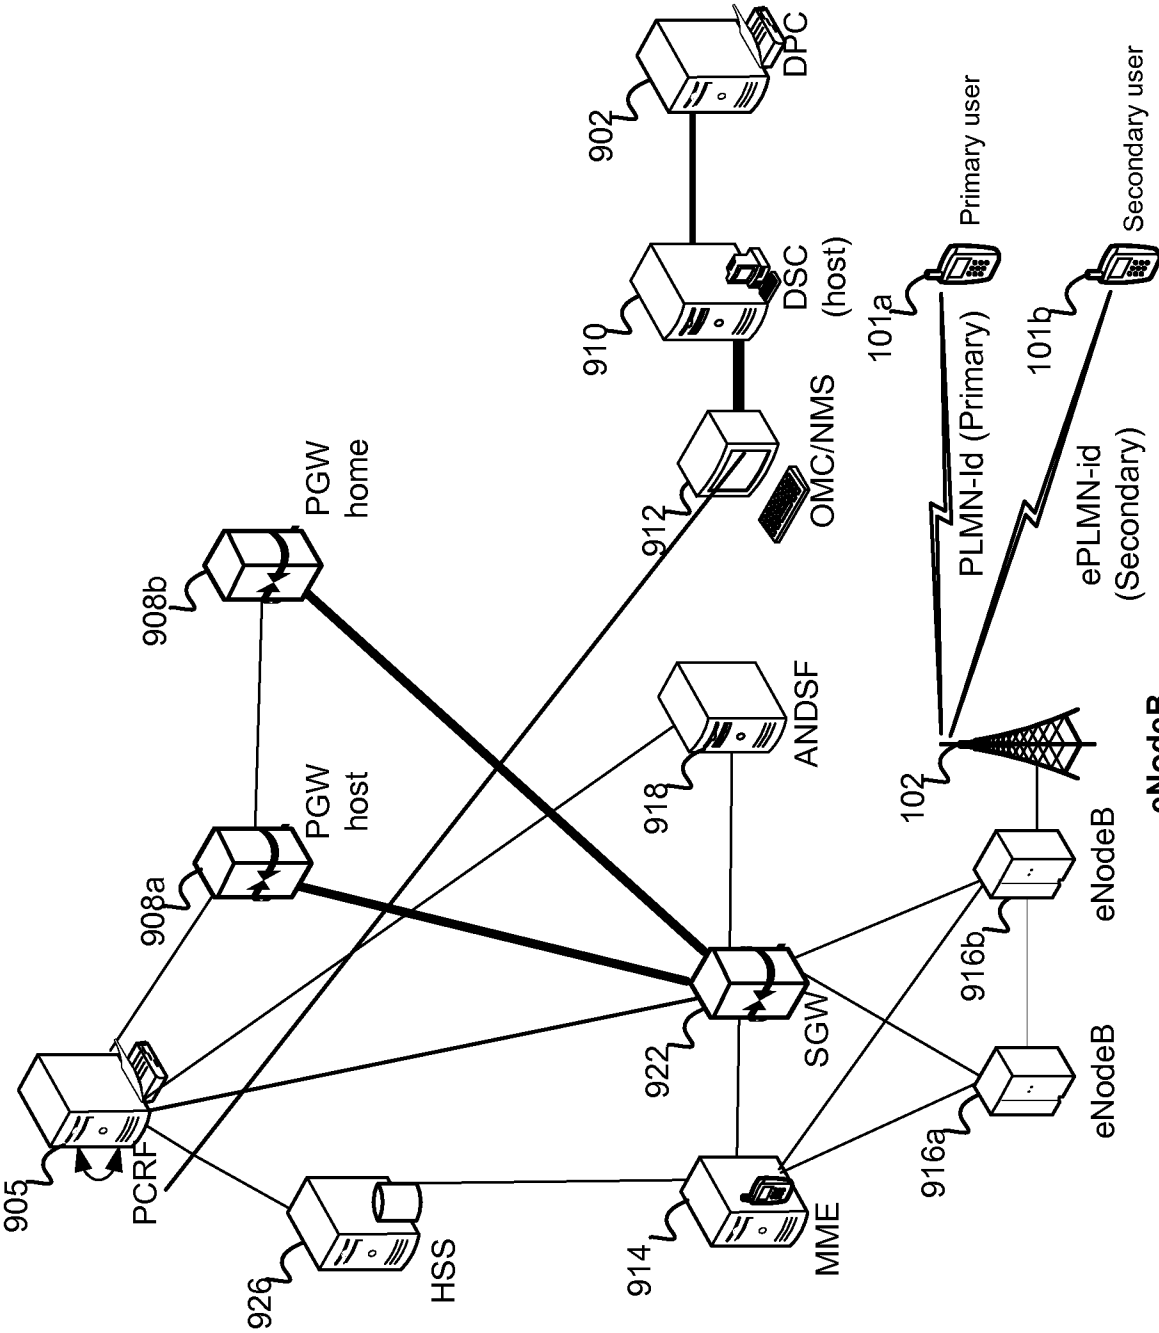 905
PCRF
926
HSS
908a
PGW
host
908b
PGW
home
914
MME
922
SGW
918
ANDSF
912
OMC/NMS
910
DSC
(host)
902
DPC
916a
eNodeB
916b
eNodeB
102
eNodeB
PLMN-Id (Primary)
ePLMN-id
(Secondary)
101a
Primary user
101b
Secondary user